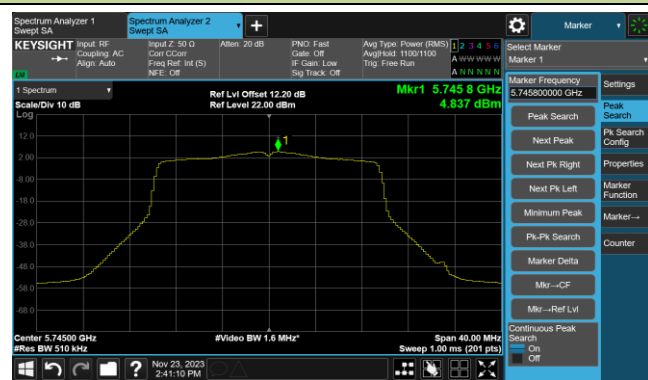 Spectrum Analyzer 1
Swept SA
Spectrum Analyzer 2
Swept SA
+
Marker
KEYSIGHT
Input: RF
Coupling: AC
Align: Auto
Input Z: 50 Ω
Corr CCorr
Freq Ref: Int (S)
NFE: Off
Atten: 20 dB
PNO: Fast
Gate: Off
IF Gain: Low
Sig Track: Off
Avg Type: Power (RMS)
Avg|Hold: 1100/1100
Trig: Free Run
1 2 3 4 5 6
A W W W W W
A N N N N N
LVI
Select Marker
Marker 1
1 Spectrum
Scale/Div 10 dB
Log
Ref Lvl Offset 12.20 dB
Ref Level 22.00 dBm
Mkr1 5.745 8 GHz
4.837 dBm
12.0
2.00
-8.00
-18.0
-28.0
-38.0
-48.0
-58.0
-68.0
1
Center 5.74500 GHz
#Res BW 510 kHz
#Video BW 1.6 MHz*
Span 40.00 MHz
Sweep 1.00 ms (201 pts)
Marker Frequency
5.745800000 GHz
Peak Search
Next Peak
Next Pk Right
Next Pk Left
Minimum Peak
Pk-Pk Search
Marker Delta
Mkr→CF
Mkr→Ref Lvl
Continuous Peak
Search
On
Off
Settings
Peak
Search
Pk Search
Config
Properties
Marker
Function
Marker→
Counter
?
Nov 23, 2023
2:41:10 PM